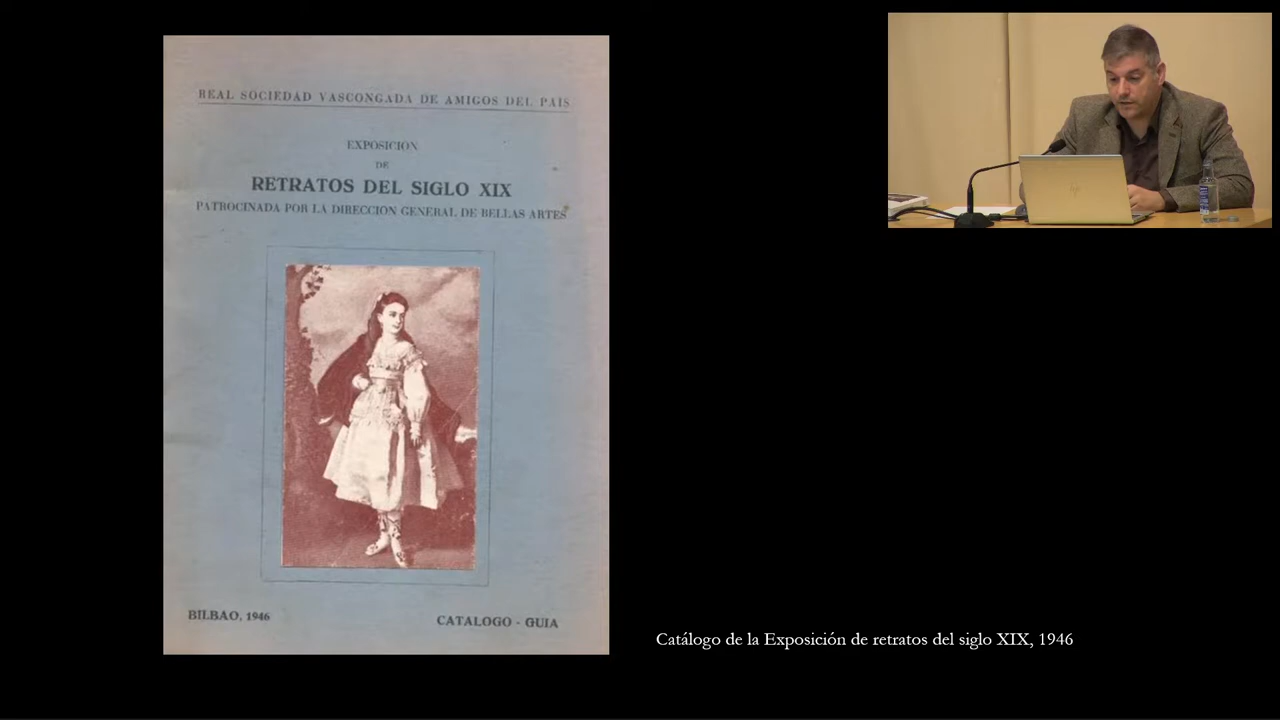 REAL SOCIEDAD VASCONGADA DE AMIGOS DEL PAIS
EXPOSICION
DE
RETRATOS DEL SIGLO XIX
PATROCINADA POR LA DIRECCION GENERAL DE BELLAS ARTES
BILBAO, 1946
CATALOGO - GUIA
Catálogo de la Exposición de retratos del siglo XIX, 1946